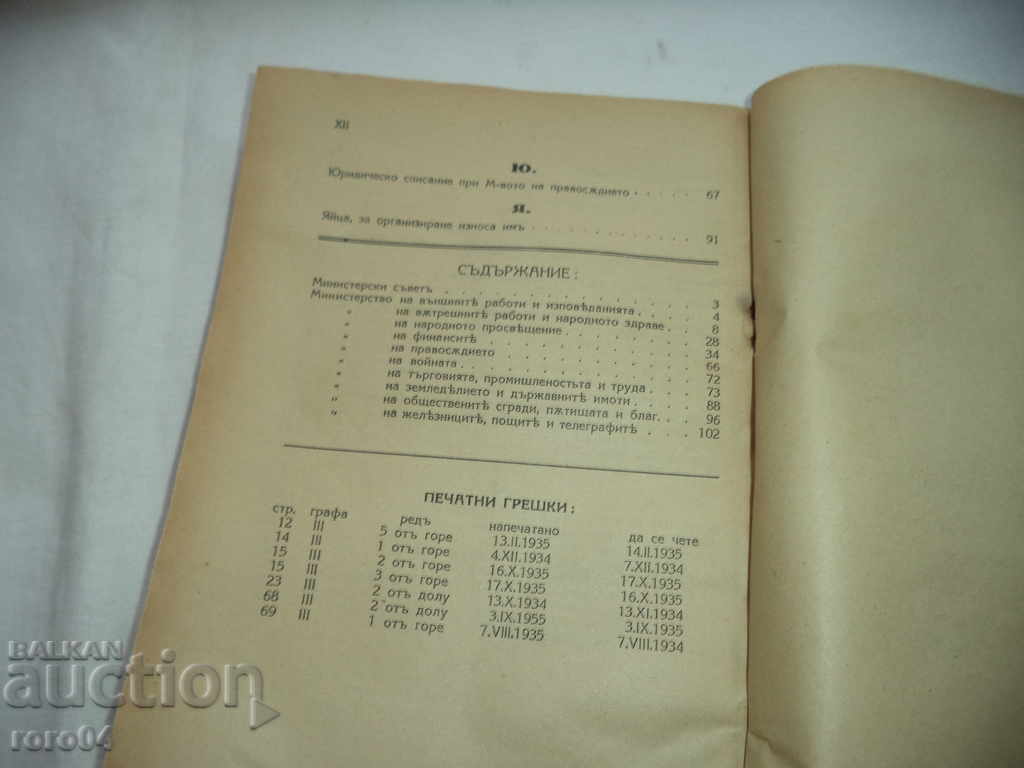 XII
Ю.
Юридическо списание при М-вото на правосѫдието . . . . . 67
Я.
Яйца, за организиране износа имъ . . . . . . . . . . . . 91
СЪДЪРЖАНИЕ:
Министерски съветъ . . . . . . . . . . . . . . . 3
Министерство на външнитѣ работи и изповѣданията . . . . 4
" на вѫтрешнитѣ работи и народното здраве . . . 8
" на народното просвѣщение . . . . . . . . 28
" на финанситѣ . . . . . . . . . . . . 34
" на правосѫдието . . . . . . . . . . . 66
" на войната . . . . . . . . . . . . . 72
" на търговията, промишленостьта и труда . . . . 73
" на земледѣлието и държавнитѣ имоти . . . . . 88
" на общественитѣ сгради, пѫтищата и благ. . . . 96
" на желѣзницитѣ, пощитѣ и телеграфитѣ . . . 102
ПЕЧАТНИ ГРЕШКИ:
стр. графа редъ напечатано да се чете
12 III 5 отъ горе 13.II.1935 14.II.1935
14 III 1 отъ горе 4.XII.1934 7.XII.1934
15 III 2 отъ горе 16.X.1935 17.X.1935
15 III 3 отъ горе 17.X.1935 16.X.1935
23 III 2 отъ долу 13.X.1934 13.XI.1934
68 III 2 отъ долу 3.IX.1955 3.IX.1935
69 III 1 отъ горе 7.VIII.1935 7.VIII.1934
BALKAN
auction
roro04